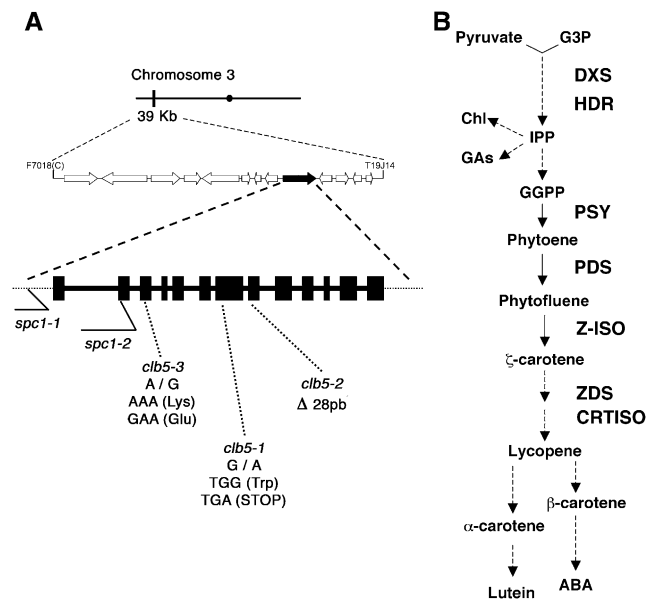 A
Chromosome 3
39 Kb
F7018(C)
T19J14
spc1-1
spc1-2
clb5-3
A / G
AAA (Lys)
GAA (Glu)
clb5-1
G / A
TGG (Trp)
TGA (STOP)
clb5-2
Δ 28pb
B
Pyruvate
G3P
DXS
HDR
Chl
IPP
GAs
GGPP
PSY
Phytoene
PDS
Phytofluene
Z-ISO
ζ-carotene
ZDS
CRTISO
Lycopene
β-carotene
α-carotene
Lutein
ABA